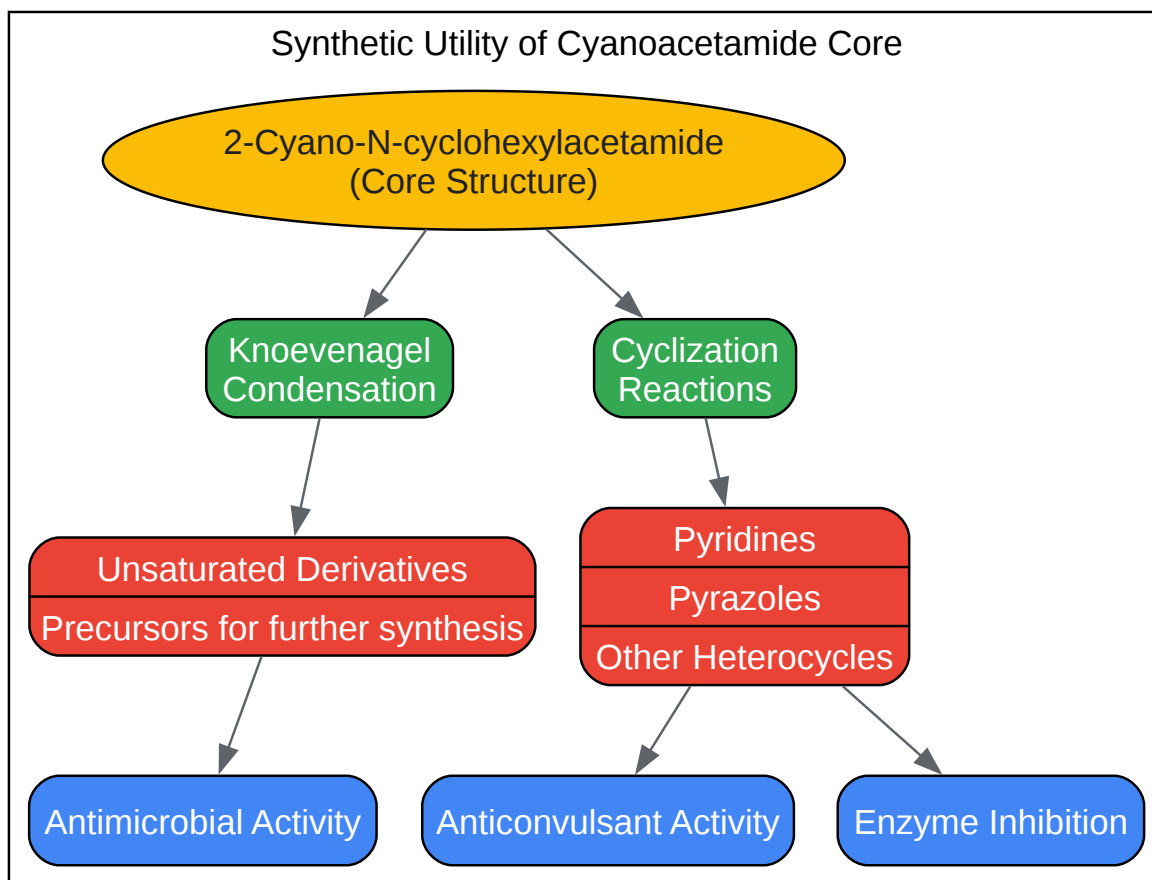 Synthetic Utility of Cyanoacetamide Core
2-Cyano-N-cyclohexylacetamide
(Core Structure)
Knoevenagel
Condensation
Cyclization
Reactions
Unsaturated Derivatives
Precursors for further synthesis
Pyridines
Pyrazoles
Other Heterocycles
Antimicrobial Activity
Anticonvulsant Activity
Enzyme Inhibition